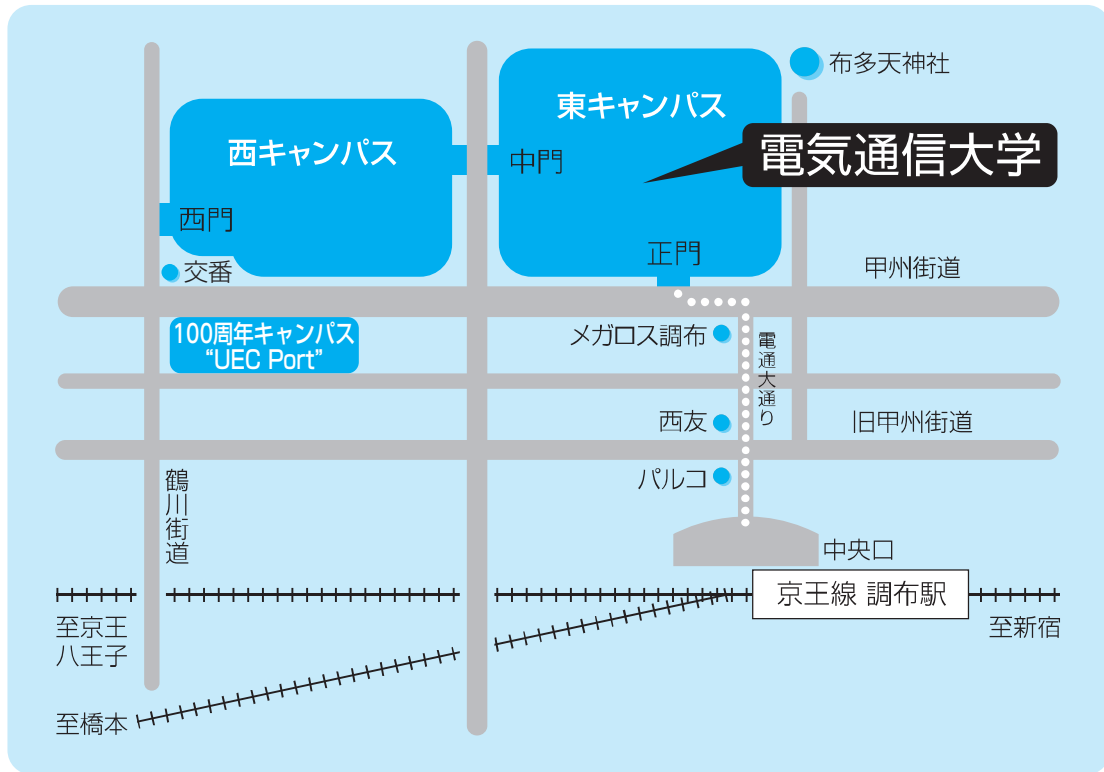 布多天神社
東キャンパス
西キャンパス
電気通信大学
中門
西門
正門
交番
甲州街道
100周年キャンパス
“UEC Port”
メガロス調布
電通大通り
西友
旧甲州街道
パルコ
鶴川街道
中央口
京王線 調布駅
至京王
八王子
至新宿
至橋本